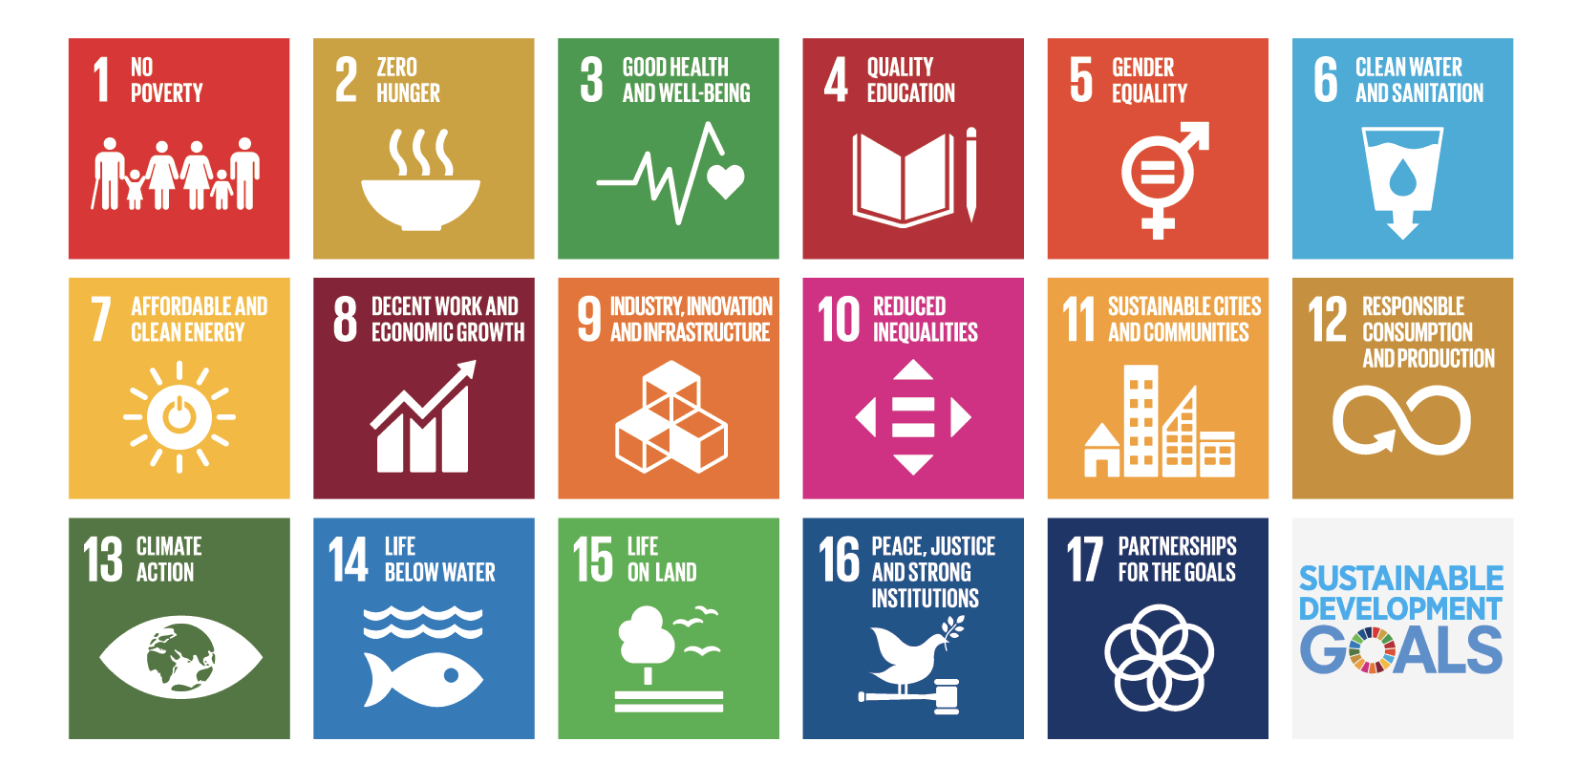 1 NO
POVERTY
2 ZERO
HUNGER
3 GOOD HEALTH
AND WELL-BEING
4 QUALITY
EDUCATION
5 GENDER
EQUALITY
6 CLEAN WATER
AND SANITATION
7 AFFORDABLE AND
CLEAN ENERGY
8 DECENT WORK AND
ECONOMIC GROWTH
9 INDUSTRY, INNOVATION
AND INFRASTRUCTURE
10 REDUCED
INEQUALITIES
11 SUSTAINABLE CITIES
AND COMMUNITIES
12 RESPONSIBLE
CONSUMPTION
AND PRODUCTION
13 CLIMATE
ACTION
14 LIFE
BELOW WATER
15 LIFE
ON LAND
16 PEACE, JUSTICE
AND STRONG
INSTITUTIONS
17 PARTNERSHIPS
FOR THE GOALS
SUSTAINABLE
DEVELOPMENT
GOALS